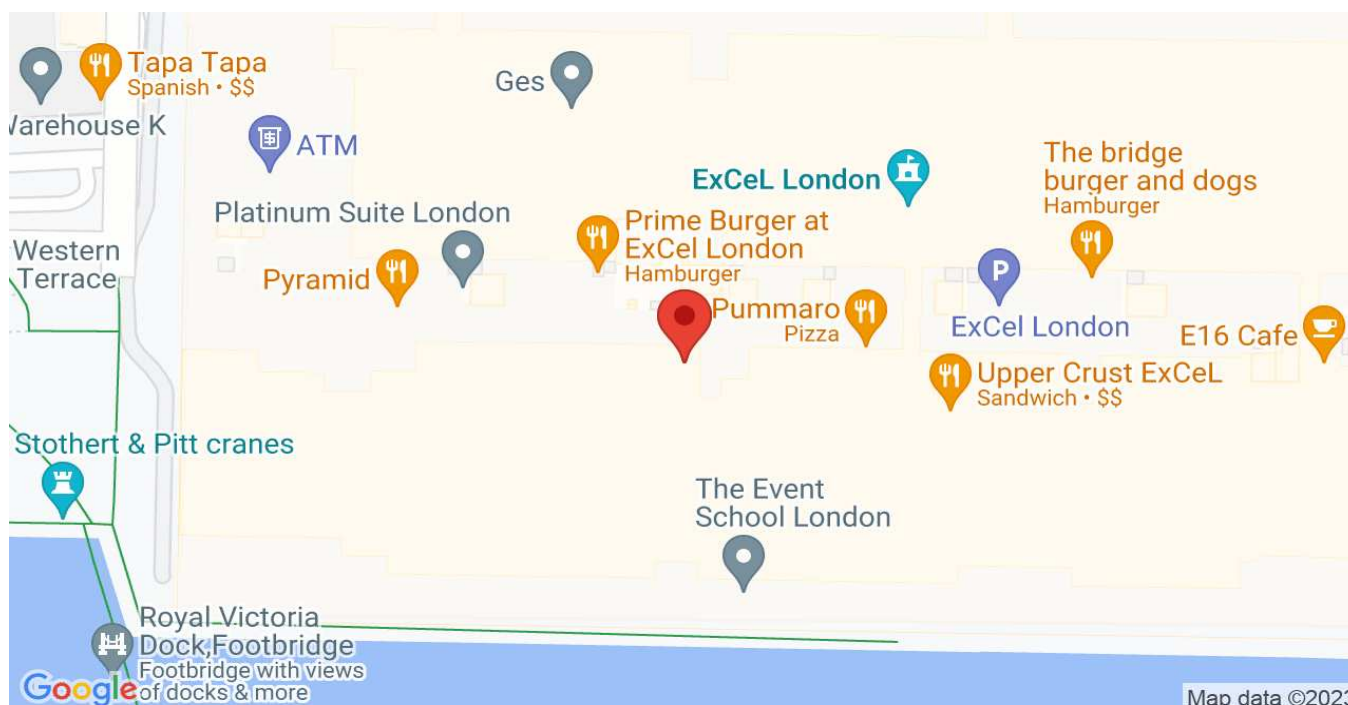 Tapa Tapa
Spanish • $$
Warehouse K
Ges
ATM
ExCeL London
The bridge
burger and dogs
Hamburger
Platinum Suite London
Prime Burger at
ExCel London
Hamburger
Western
Terrace
Pyramid
P
Pummaro
Pizza
ExCel London
E16 Cafe
Upper Crust ExCeL
Sandwich • $$
Stothert & Pitt cranes
The Event
School London
Royal Victoria
Dock,Footbridge
Footbridge with views
of docks & more
Google
Map data ©2023